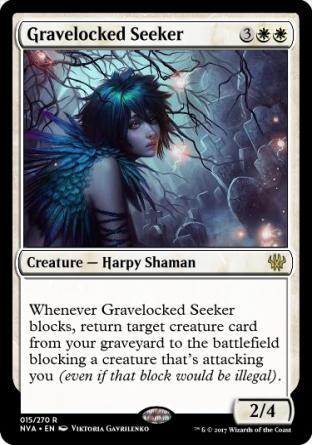 Gravelocked Seeker 3
Creature — Harpy Shaman
Whenever Gravelocked Seeker
blocks, return target creature card
from your graveyard to the battlefield
blocking a creature that's attacking
you (even if that block would be illegal).
2/4
015/270 R
NVA • EN Viktoria Gavrilenko
™ & © 2017 Wizards of the Coast